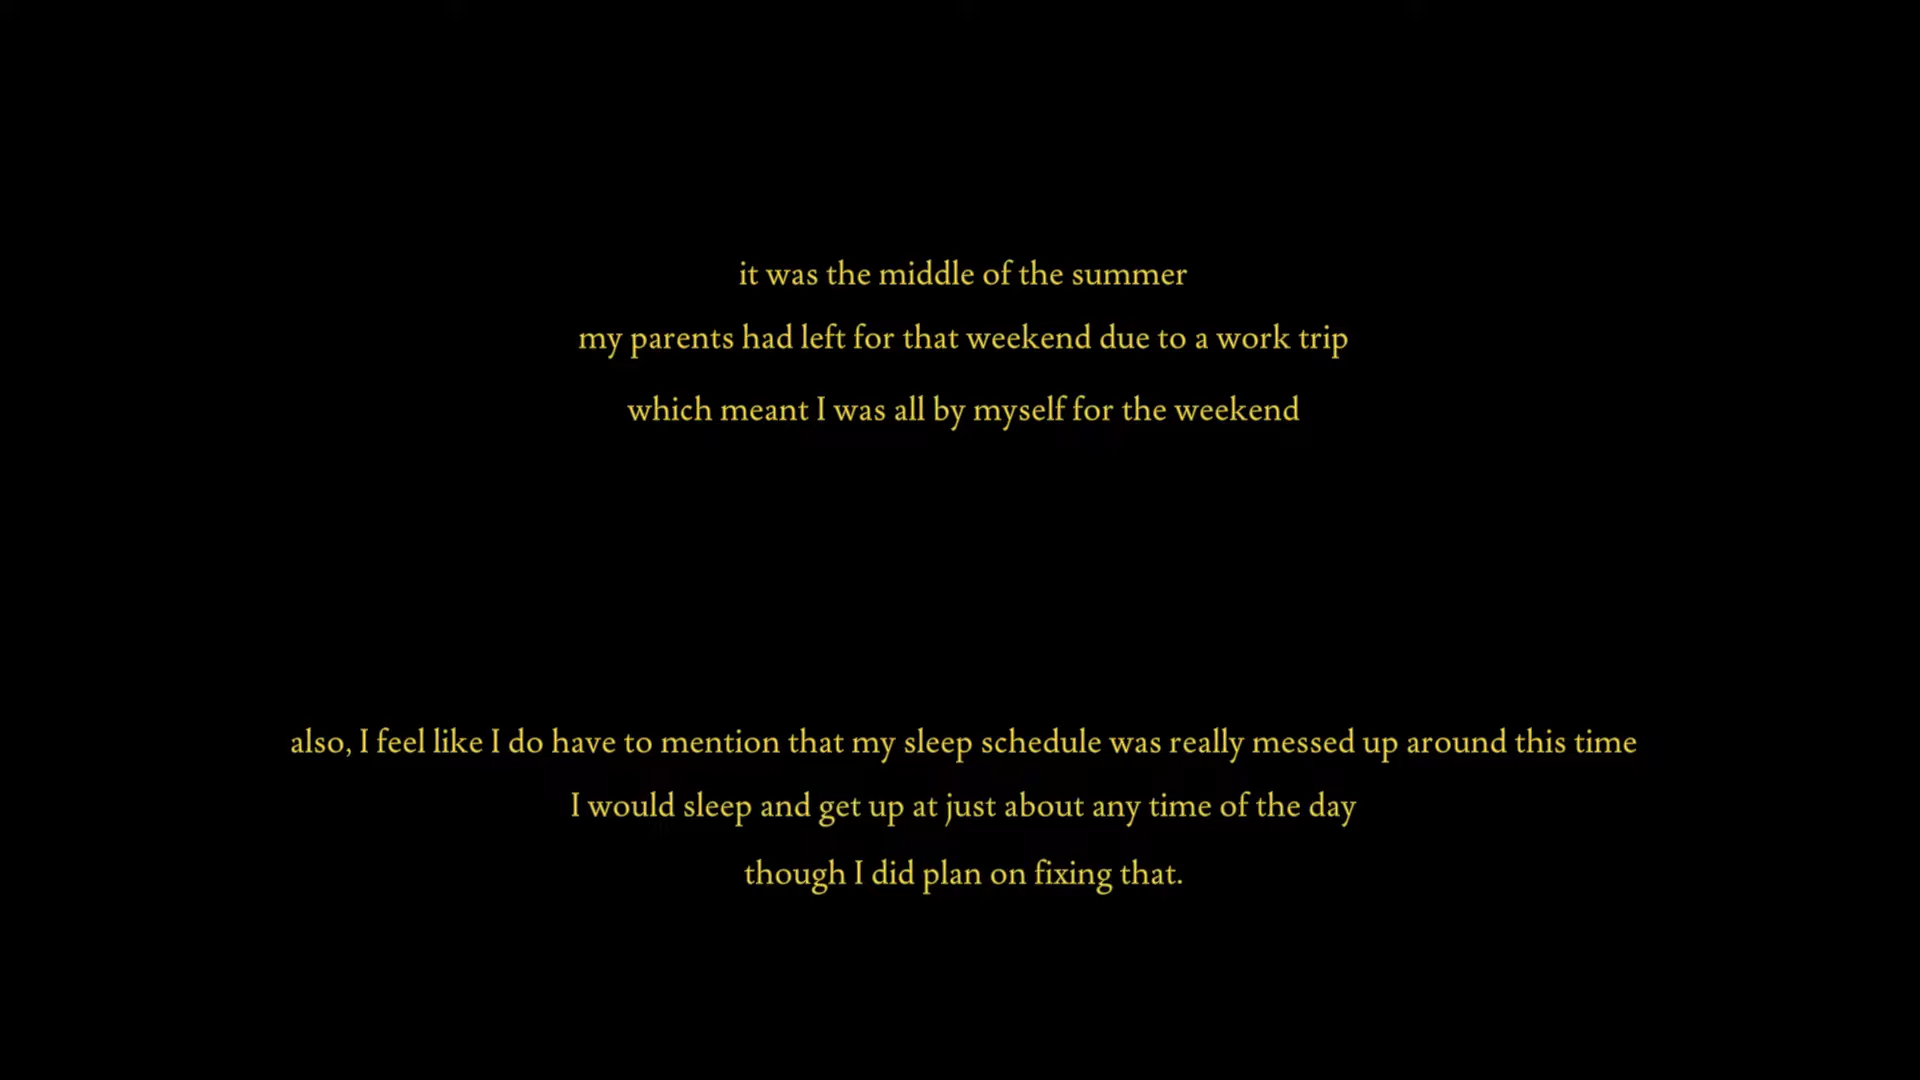 it was the middle of the summer
my parents had left for that weekend due to a work trip
which meant I was all by myself for the weekend
also, I feel like I do have to mention that my sleep schedule was really messed up around this time
I would sleep and get up at just about any time of the day
though I did plan on fixing that.